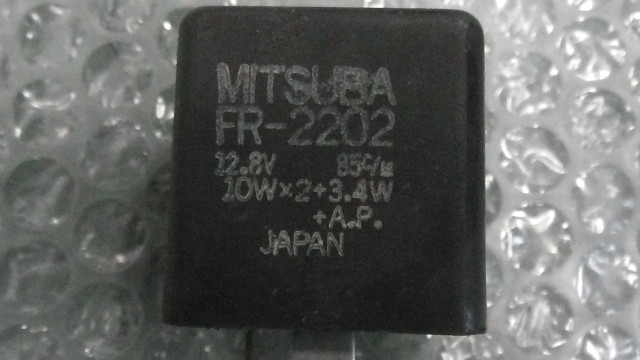 MITSUBA
FR-2202
12.8V 85c/m
10W×2+3.4W
+A.P.
JAPAN